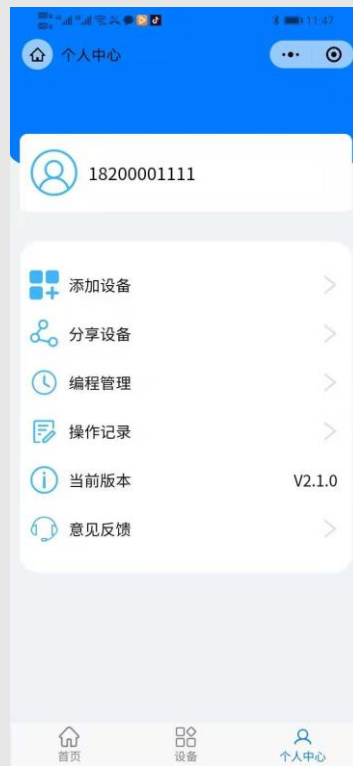 11:47
个人中心
18200001111
添加设备
分享设备
编程管理
操作记录
当前版本 V2.1.0
意见反馈
首页 设备 个人中心